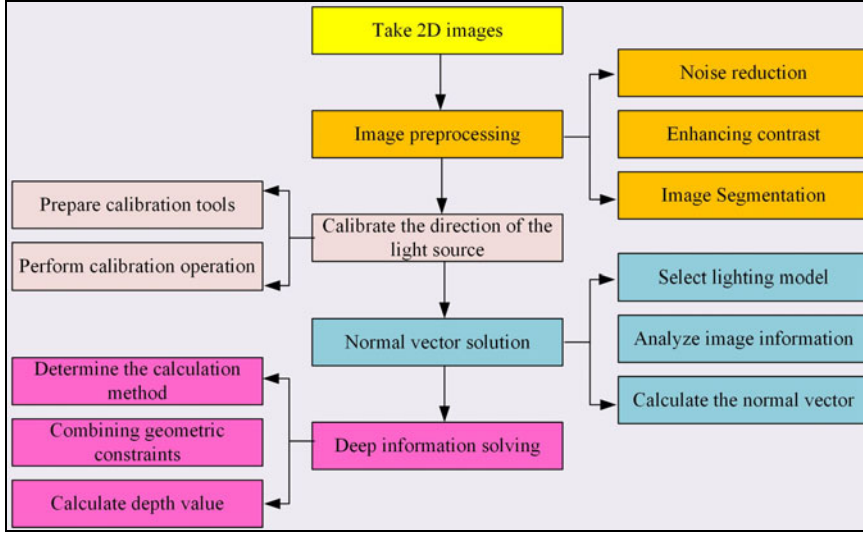 Take 2D images
Image preprocessing
Noise reduction
Enhancing contrast
Image Segmentation
Calibrate the direction of the
light source
Prepare calibration tools
Perform calibration operation
Normal vector solution
Select lighting model
Analyze image information
Calculate the normal vector
Deep information solving
Determine the calculation
method
Combining geometric
constraints
Calculate depth value